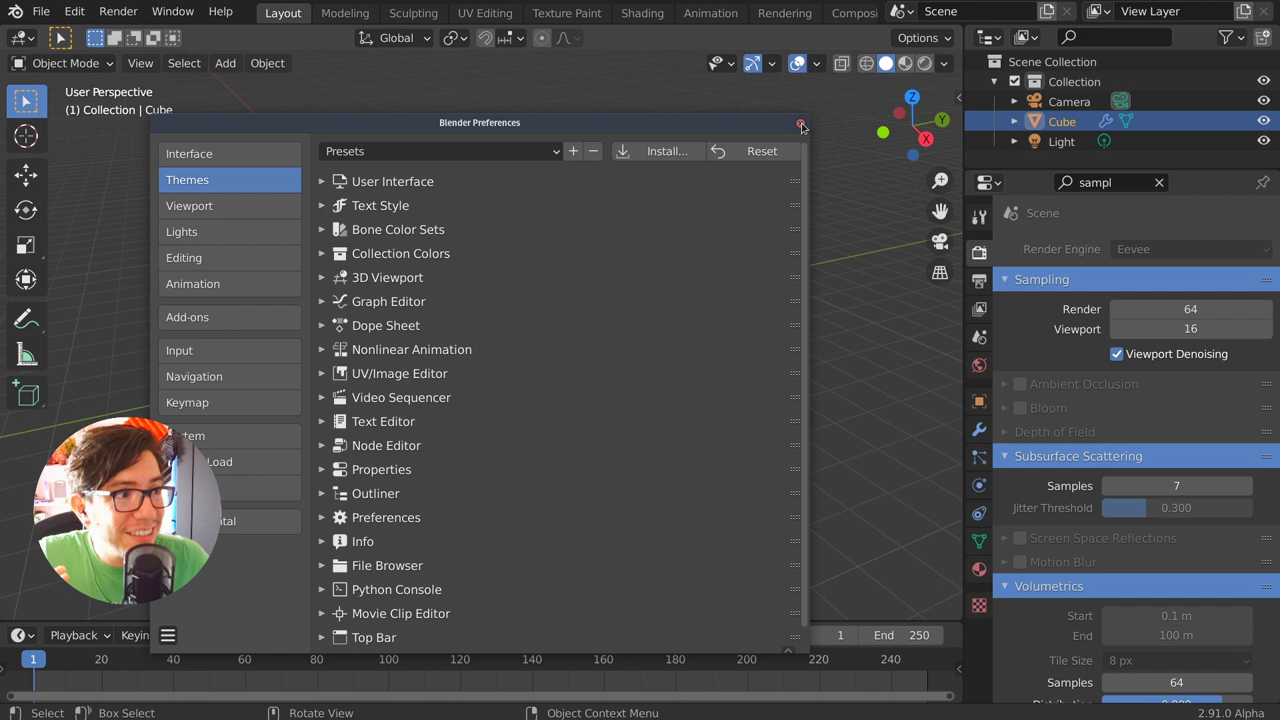 File Edit Render Window Help Layout Modeling Sculpting UV Editing Texture Paint Shading Animation Rendering Composi Scene View Layer
Global Options
Object Mode View Select Add Object
User Perspective
(1) Collection | Cube
Z
Y
X
Blender Preferences
Interface
Themes
Viewport
Lights
Editing
Animation
Add-ons
Input
Navigation
Keymap
tem
Load
tal
Presets Install... Reset
User Interface
Text Style
Bone Color Sets
Collection Colors
3D Viewport
Graph Editor
Dope Sheet
Nonlinear Animation
UV/Image Editor
Video Sequencer
Text Editor
Node Editor
Properties
Outliner
Preferences
Info
File Browser
Python Console
Movie Clip Editor
Top Bar
Scene Collection
Collection
Camera
Cube
Light
sampl
Scene
Render Engine Eevee
Sampling
Render 64
Viewport 16
Viewport Denoising
Ambient Occlusion
Bloom
Depth of Field
Subsurface Scattering
Samples 7
Jitter Threshold 0.300
Screen Space Reflections
Motion Blur
Volumetrics
Start 0.1 m
End 100 m
Tile Size 8 px
Samples 64
Playback Keyin 1 End 250
1 20 40 60 80 100 120 140 160 180 200 220 240
Select Box Select Rotate View Object Context Menu 2.91.0 Alpha